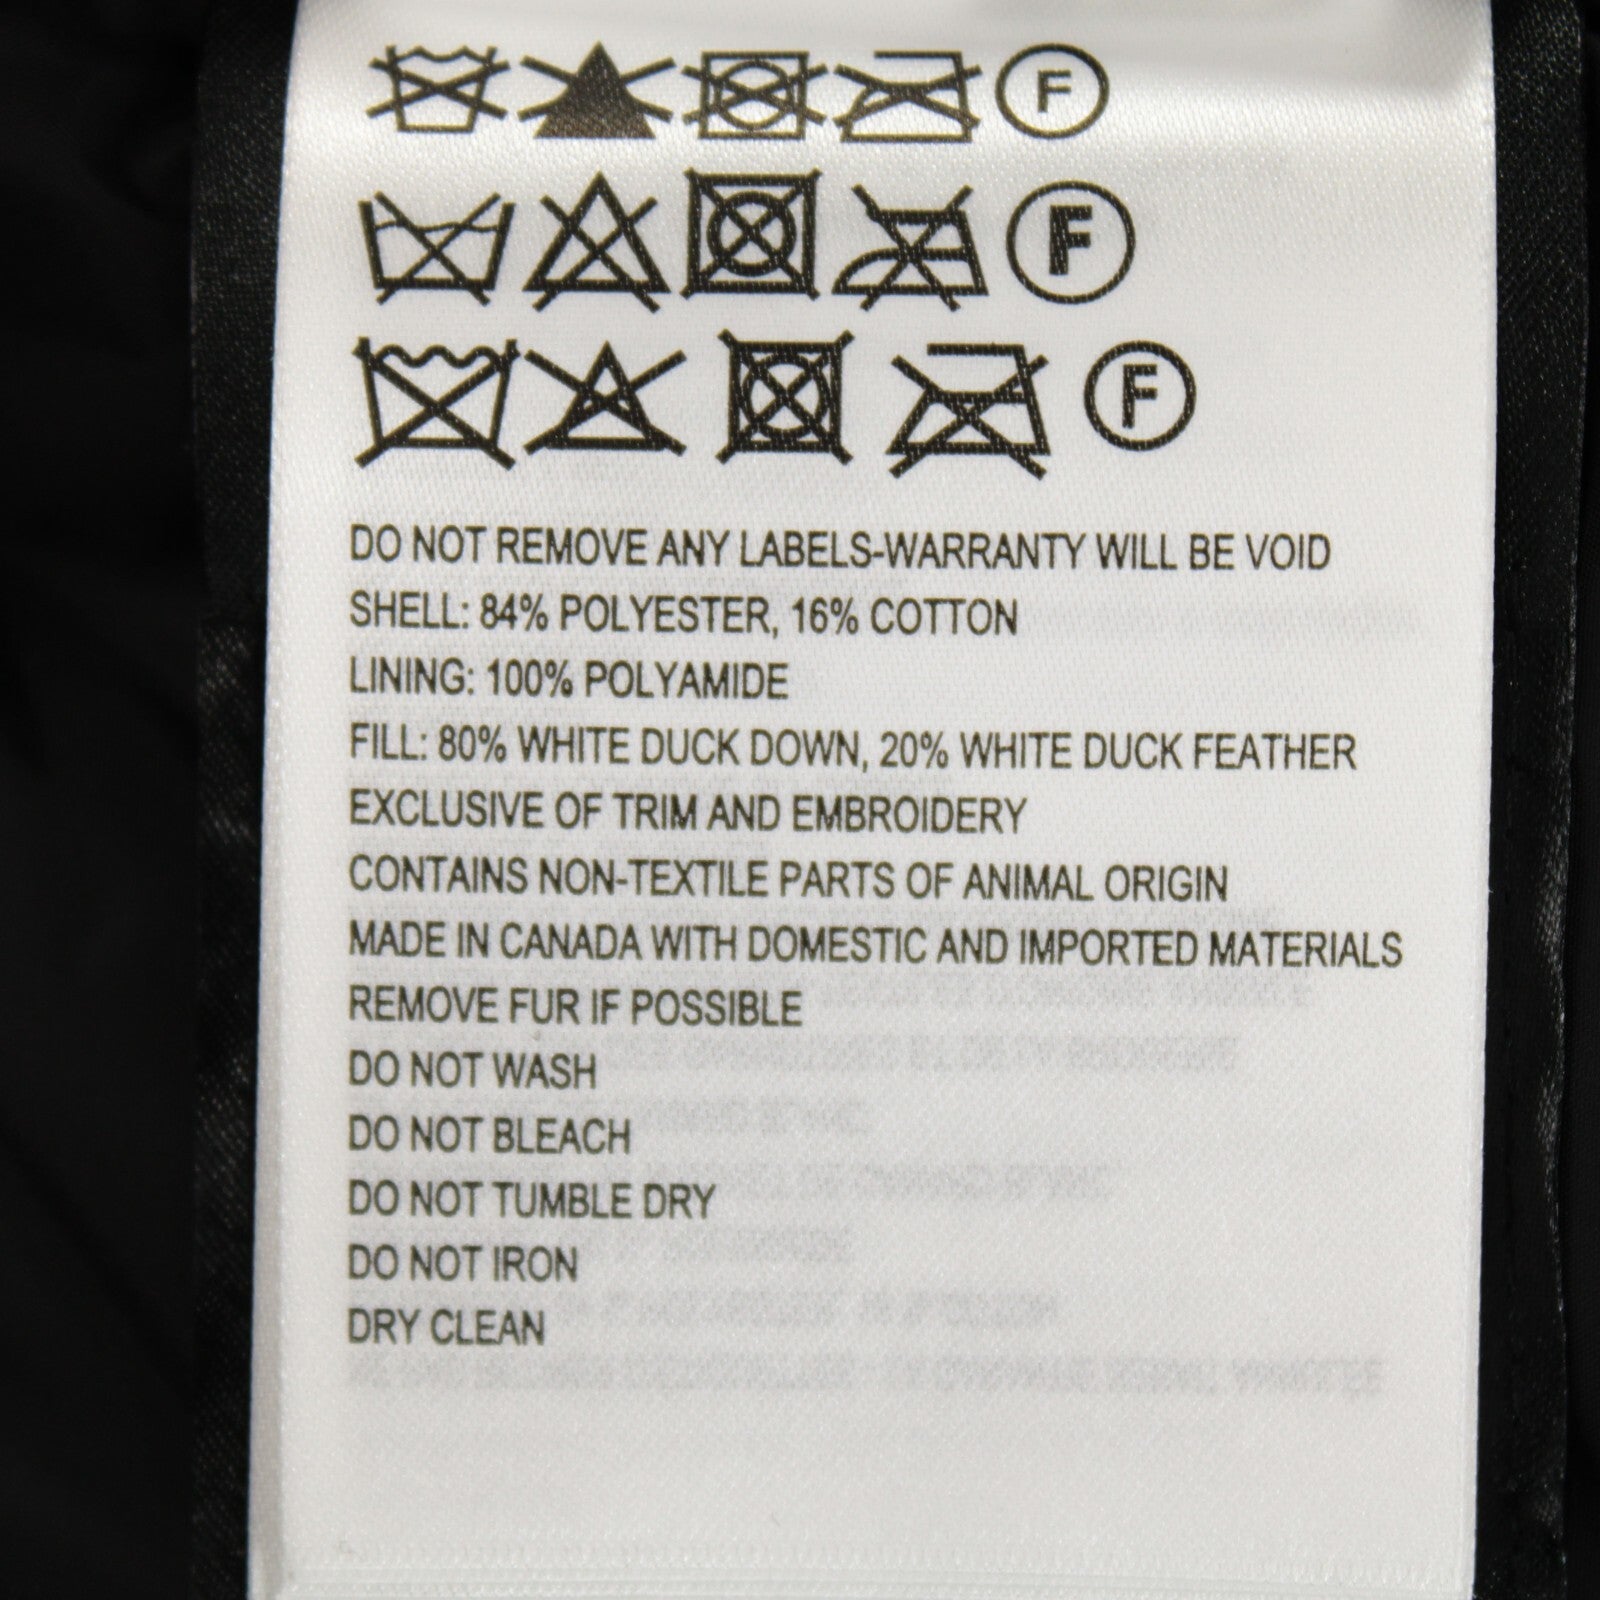 F
F
F
DO NOT REMOVE ANY LABELS-WARRANTY WILL BE VOID
SHELL: 84% POLYESTER, 16% COTTON
LINING: 100% POLYAMIDE
FILL: 80% WHITE DUCK DOWN, 20% WHITE DUCK FEATHER
EXCLUSIVE OF TRIM AND EMBROIDERY
CONTAINS NON-TEXTILE PARTS OF ANIMAL ORIGIN
MADE IN CANADA WITH DOMESTIC AND IMPORTED MATERIALS
REMOVE FUR IF POSSIBLE
DO NOT WASH
DO NOT BLEACH
DO NOT TUMBLE DRY
DO NOT IRON
DRY CLEAN